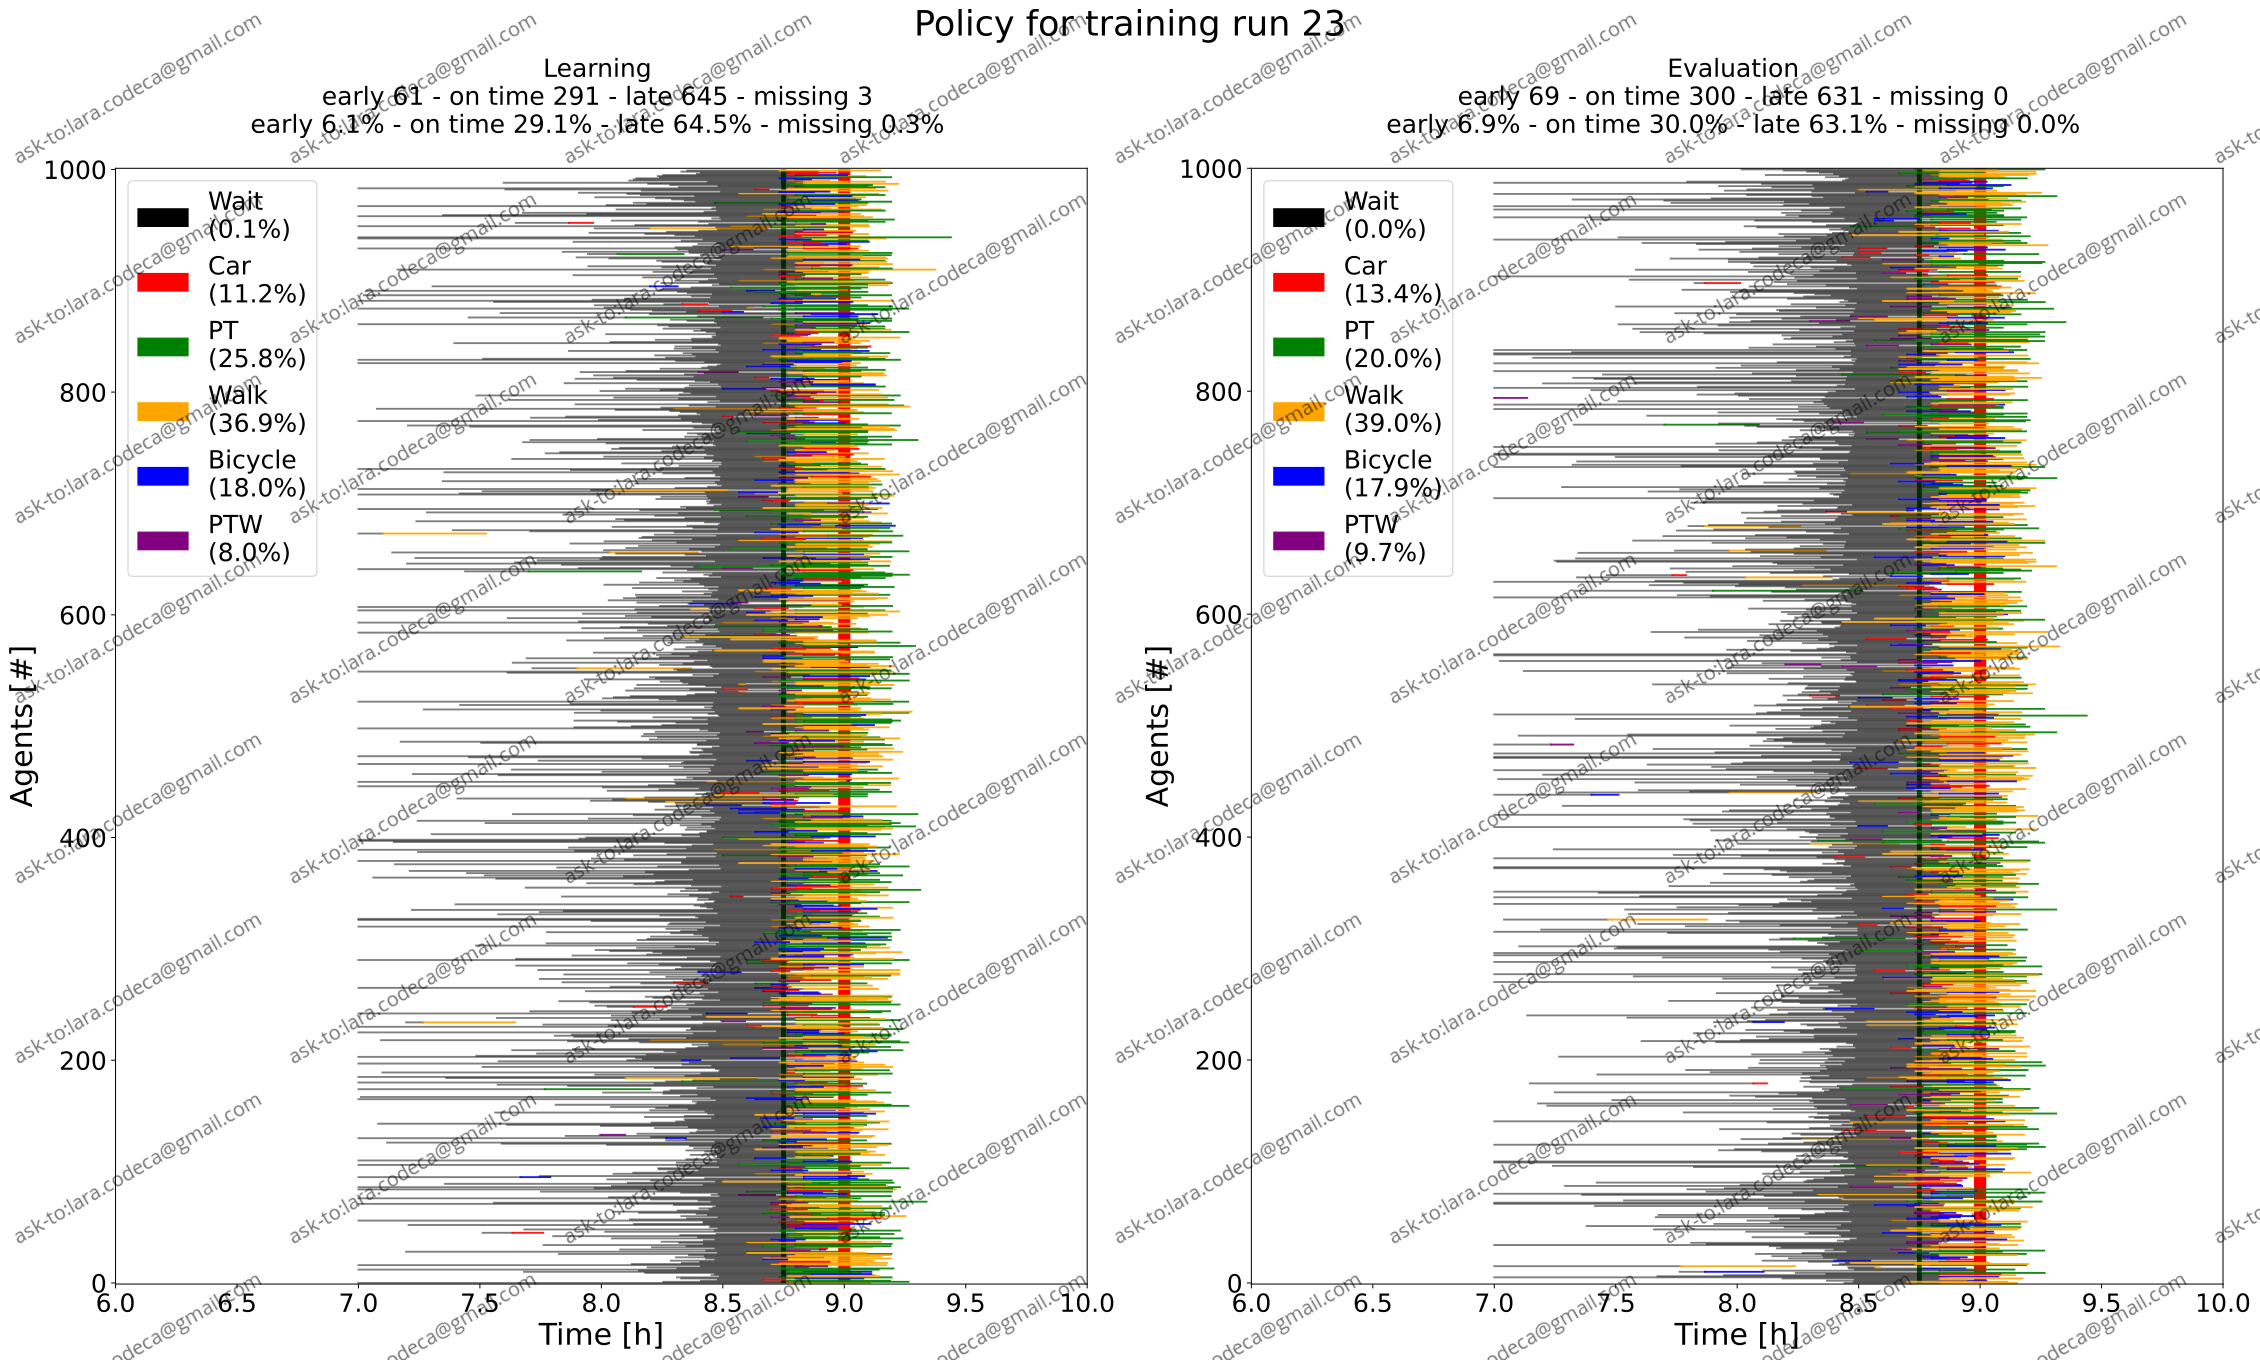 Policy for training run 23
Learning
early 61 - on time 291 - late 645 - missing 3
early 6.1% - on time 29.1% - late 64.5% - missing 0.3%
Agents [#]
1000
800
600
400
200
0
Wait
(0.1%)
Car
(11.2%)
PT
(25.8%)
Walk
(36.9%)
Bicycle
(18.0%)
PTW
(8.0%)
6.0 6.5 7.0 7.5 8.0 8.5 9.0 9.5 10.0
Time [h]
Evaluation
early 69 - on time 300 - late 631 - missing 0
early 6.9% - on time 30.0% - late 63.1% - missing 0.0%
Agents [#]
1000
800
600
400
200
0
Wait
(0.0%)
Car
(13.4%)
PT
(20.0%)
Walk
(39.0%)
Bicycle
(17.9%)
PTW
(9.7%)
6.0 6.5 7.0 7.5 8.0 8.5 9.0 9.5 10.0
Time [h]
ask-to:lara.codeca@gmail.com